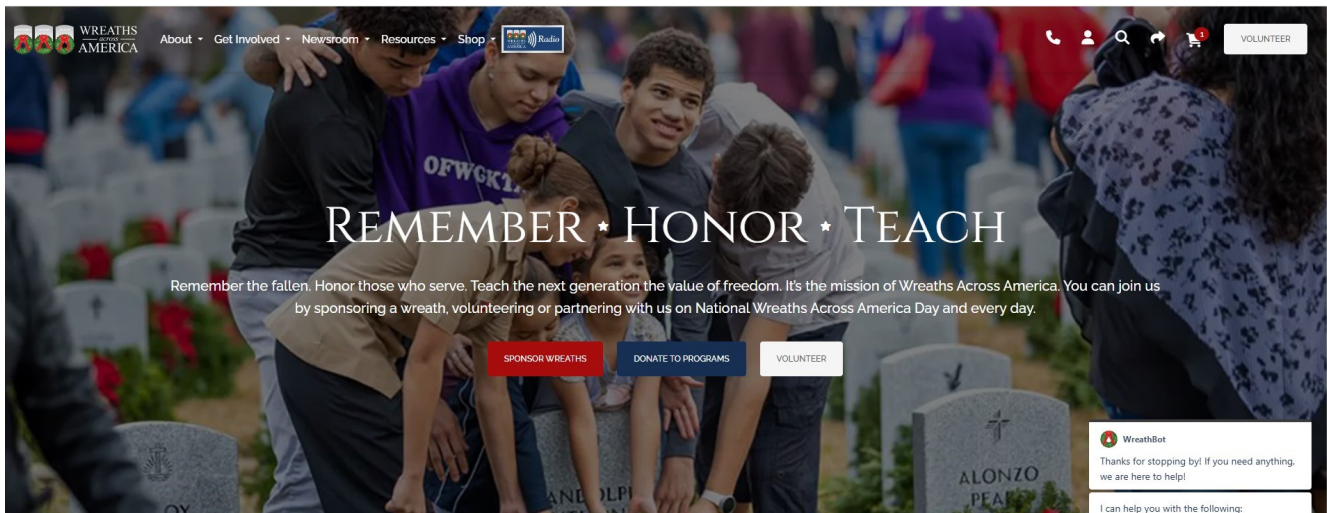 WREATHS
across
AMERICA
About Get Involved Newsroom Resources Shop Radio
1
VOLUNTEER
OFWGKTA
REMEMBER ★ HONOR ★ TEACH
Remember the fallen. Honor those who serve. Teach the next generation the value of freedom. It's the mission of Wreaths Across America. You can join us
by sponsoring a wreath, volunteering or partnering with us on National Wreaths Across America Day and every day.
SPONSOR WREATHS
DONATE TO PROGRAMS
VOLUNTEER
ALONZO
WreathBot
Thanks for stopping by! If you need anything,
we are here to help!
I can help you with the following: